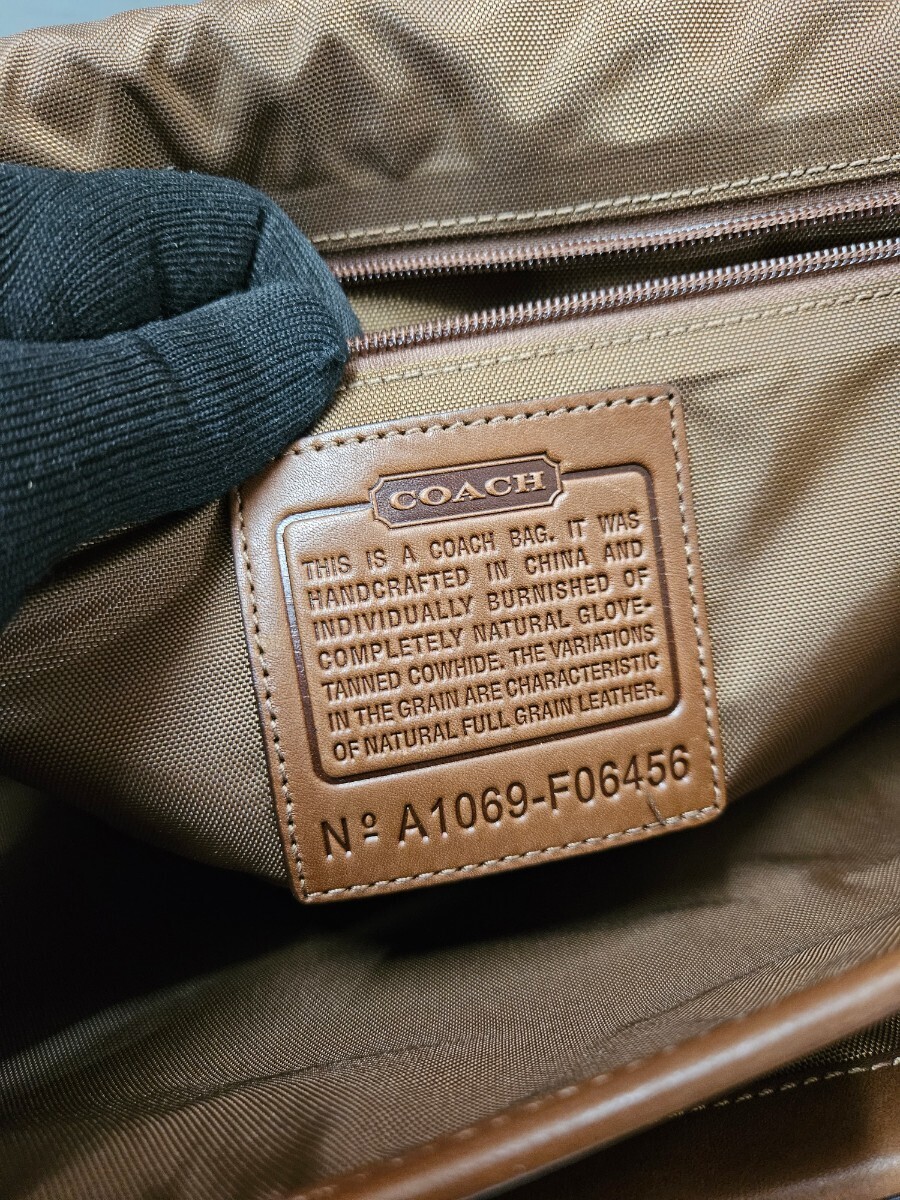 COACH
THIS IS A COACH BAG. IT WAS
HANDCRAFTED IN CHINA AND
INDIVIDUALLY BURNISHED OF
COMPLETELY NATURAL GLOVE-
TANNED COWHIDE. THE VARIATIONS
IN THE GRAIN ARE CHARACTERISTIC
OF NATURAL FULL GRAIN LEATHER.
Nº A1069-F06456